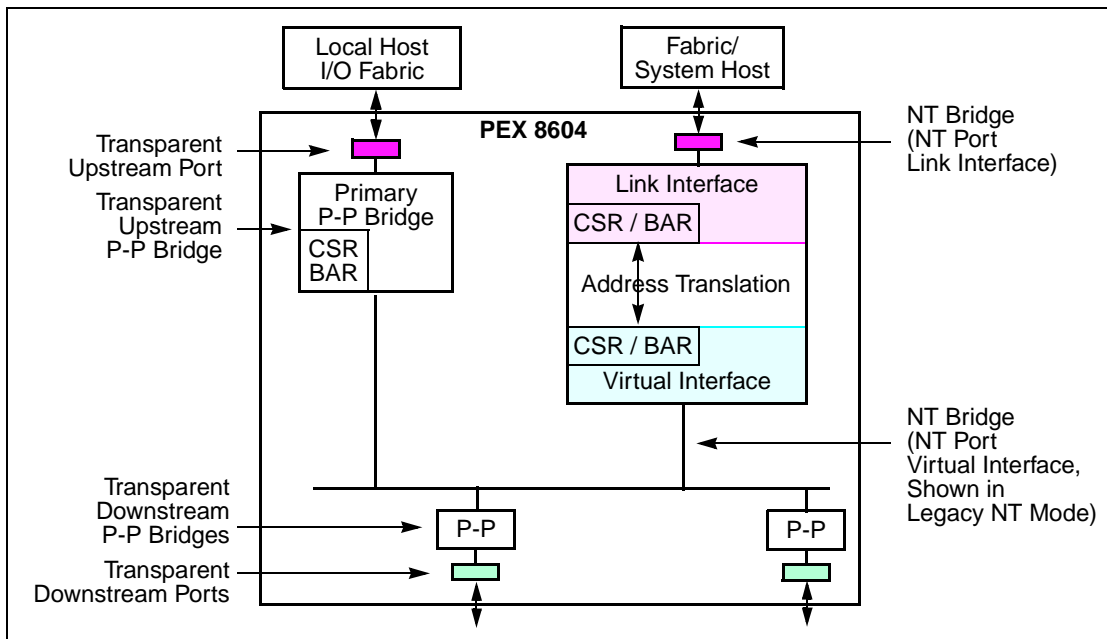 Local Host
I/O Fabric
Fabric/
System Host
PEX 8604
Transparent
Upstream Port
NT Bridge
(NT Port
Link Interface)
Transparent
Upstream
P-P Bridge
Primary
P-P Bridge
CSR
BAR
Link Interface
CSR / BAR
Address Translation
CSR / BAR
Virtual Interface
NT Bridge
(NT Port
Virtual Interface,
Shown in
Legacy NT Mode)
Transparent
Downstream
P-P Bridges
P-P
P-P
Transparent
Downstream Ports